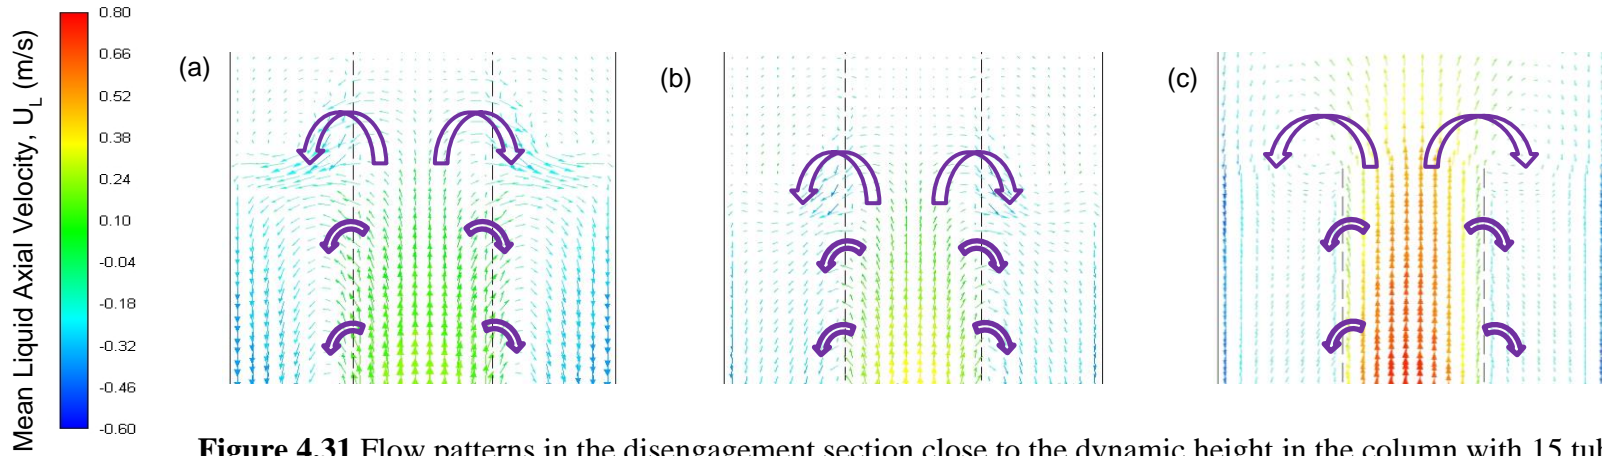 Mean Liquid Axial Velocity, U_L (m/s)
0.80
0.66
0.52
0.38
0.24
0.10
-0.04
-0.18
-0.32
-0.46
-0.60
(a)
(b)
(c)
Figure 4.31 Flow patterns in the disengagement section close to the dynamic height in the column with 15 tub